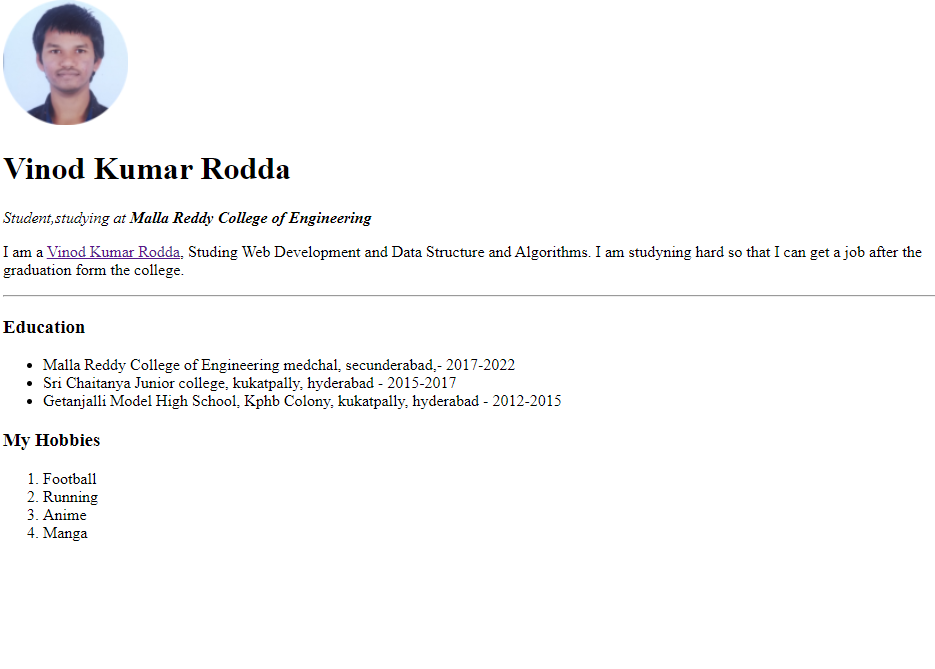 Vinod Kumar Rodda
Student,studying at Malla Reddy College of Engineering
I am a Vinod Kumar Rodda, Studing Web Development and Data Structure and Algorithms. I am studyning hard so that I can get a job after the
graduation form the college.
Education
• Malla Reddy College of Engineering medchal, secunderabad,- 2017-2022
• Sri Chaitanya Junior college, kukatpally, hyderabad - 2015-2017
• Getanjalli Model High School, Kphb Colony, kukatpally, hyderabad - 2012-2015
My Hobbies
1. Football
2. Running
3. Anime
4. Manga